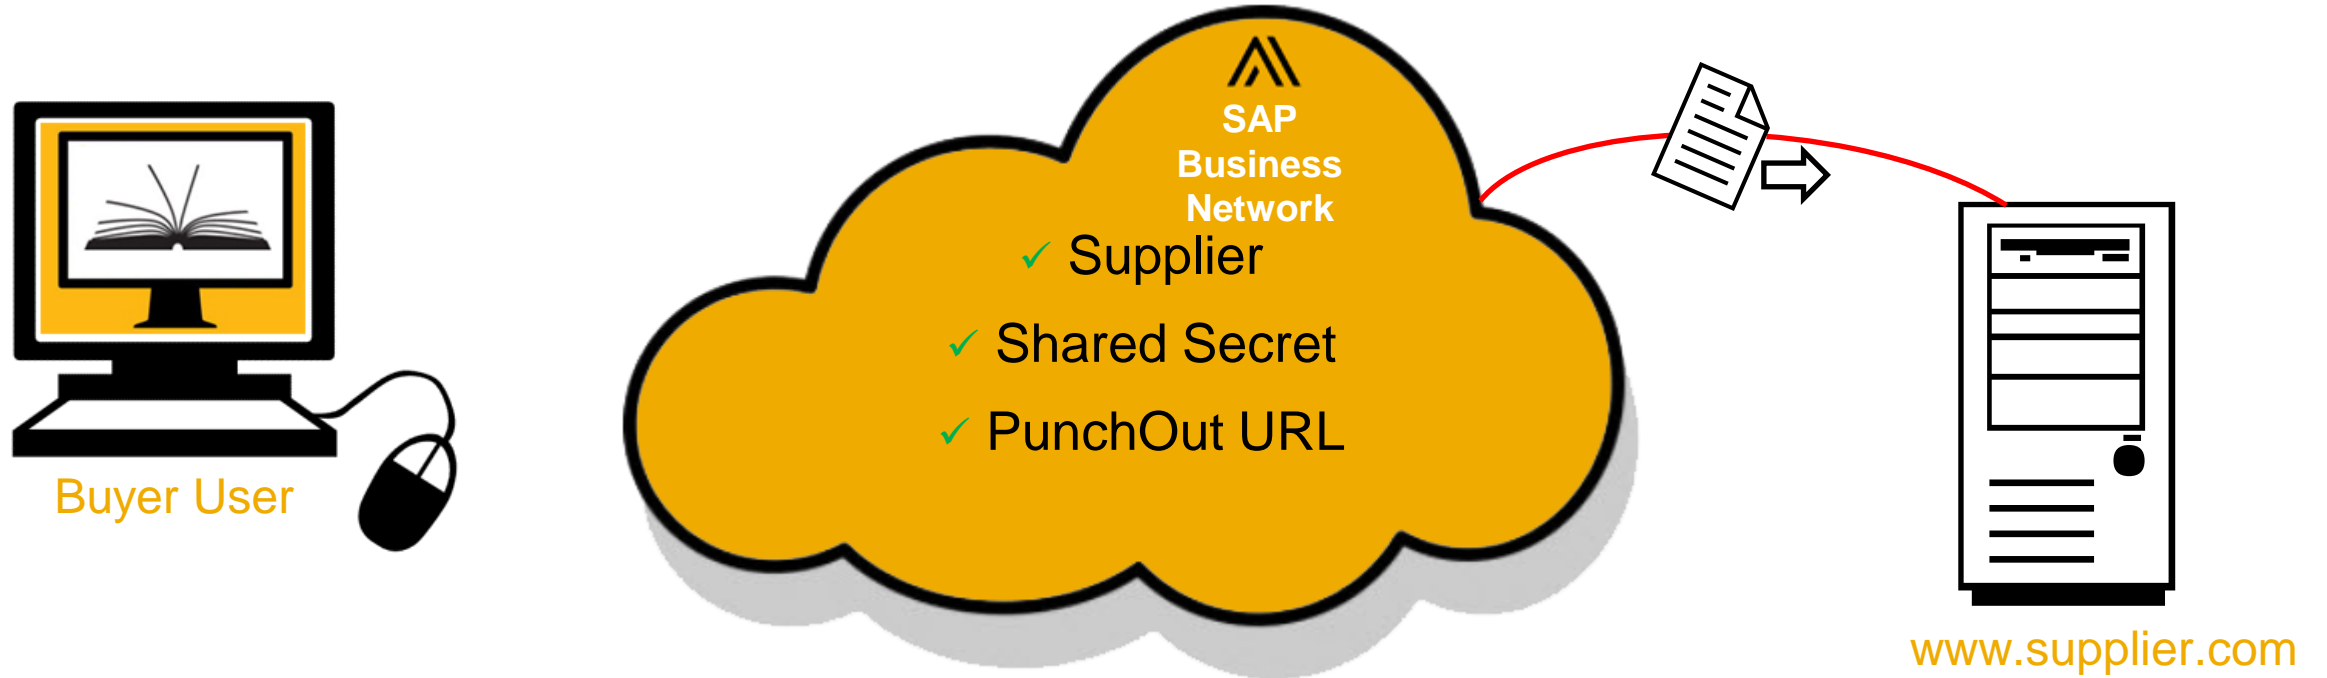 SAP
Business
Network
✓ Supplier
✓ Shared Secret
✓ PunchOut URL
Buyer User
www.supplier.com